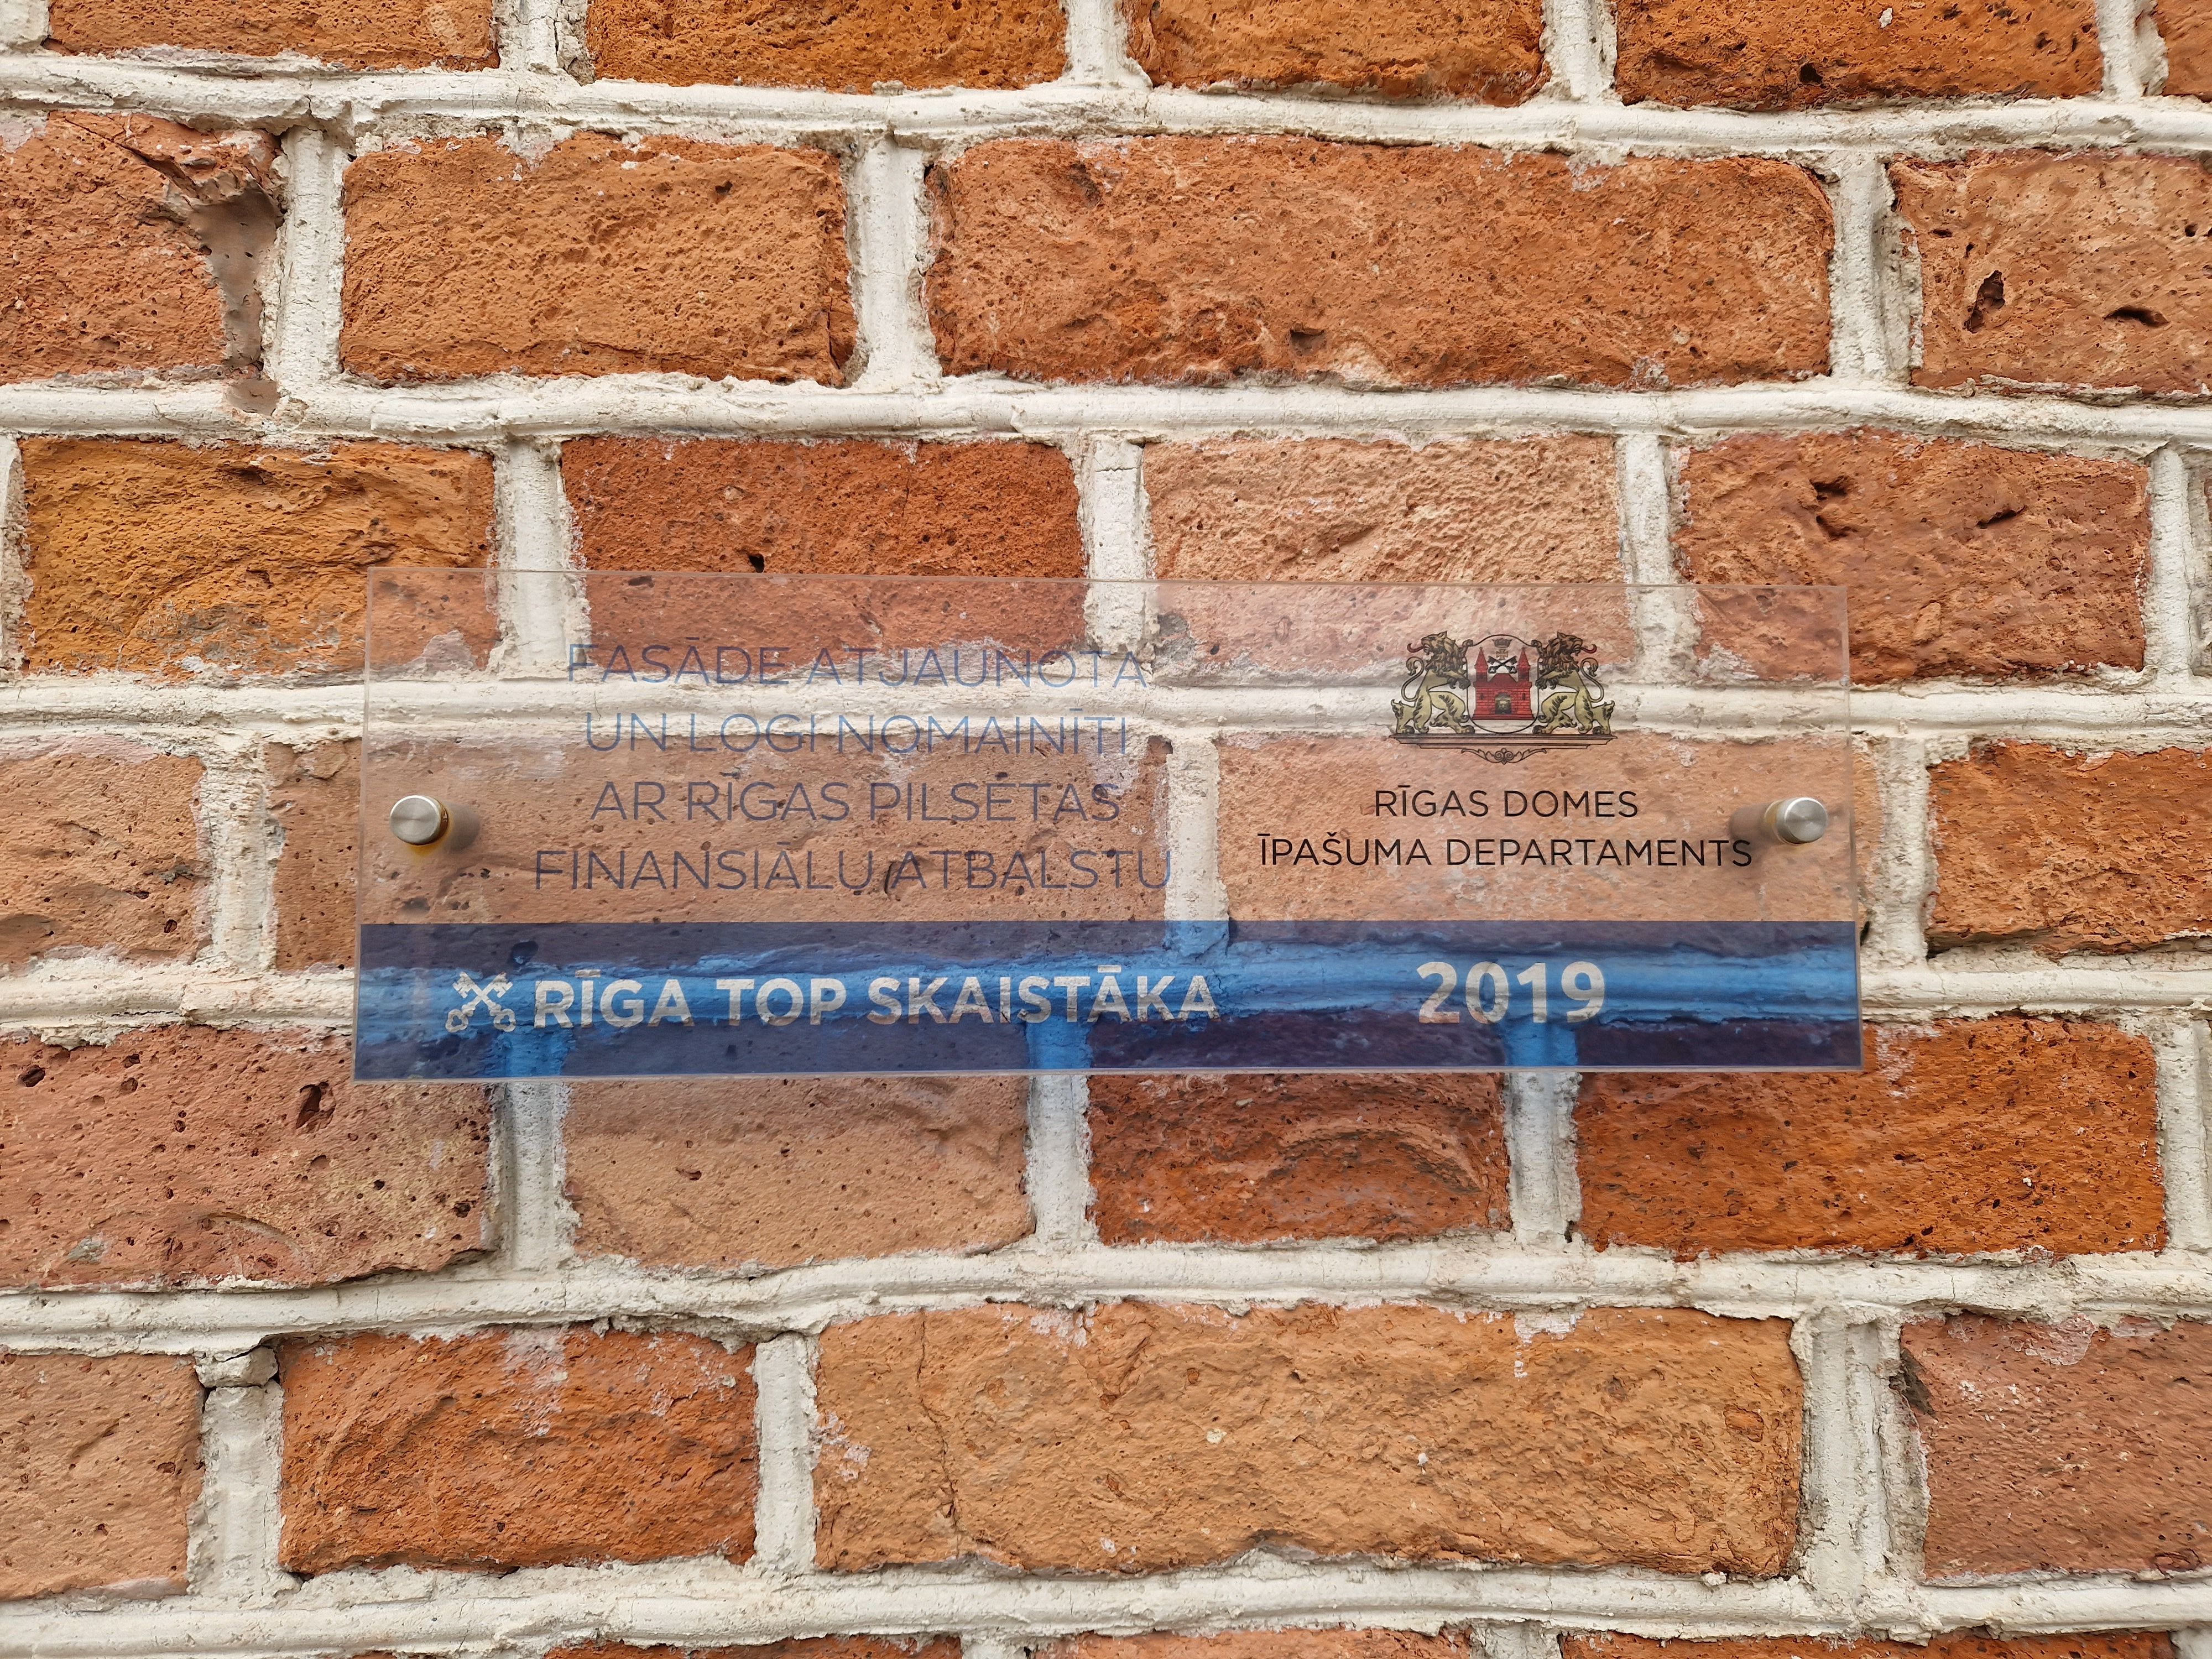 FASĀDE ATJAUNOTA
UN LOGI NOMAINĪTI
AR RĪGAS PILSĒTAS
FINANSIĀLU ATBALSTU
RĪGAS DOMES
ĪPAŠUMA DEPARTAMENTS
RĪGA TOP SKAISTĀKA
2019